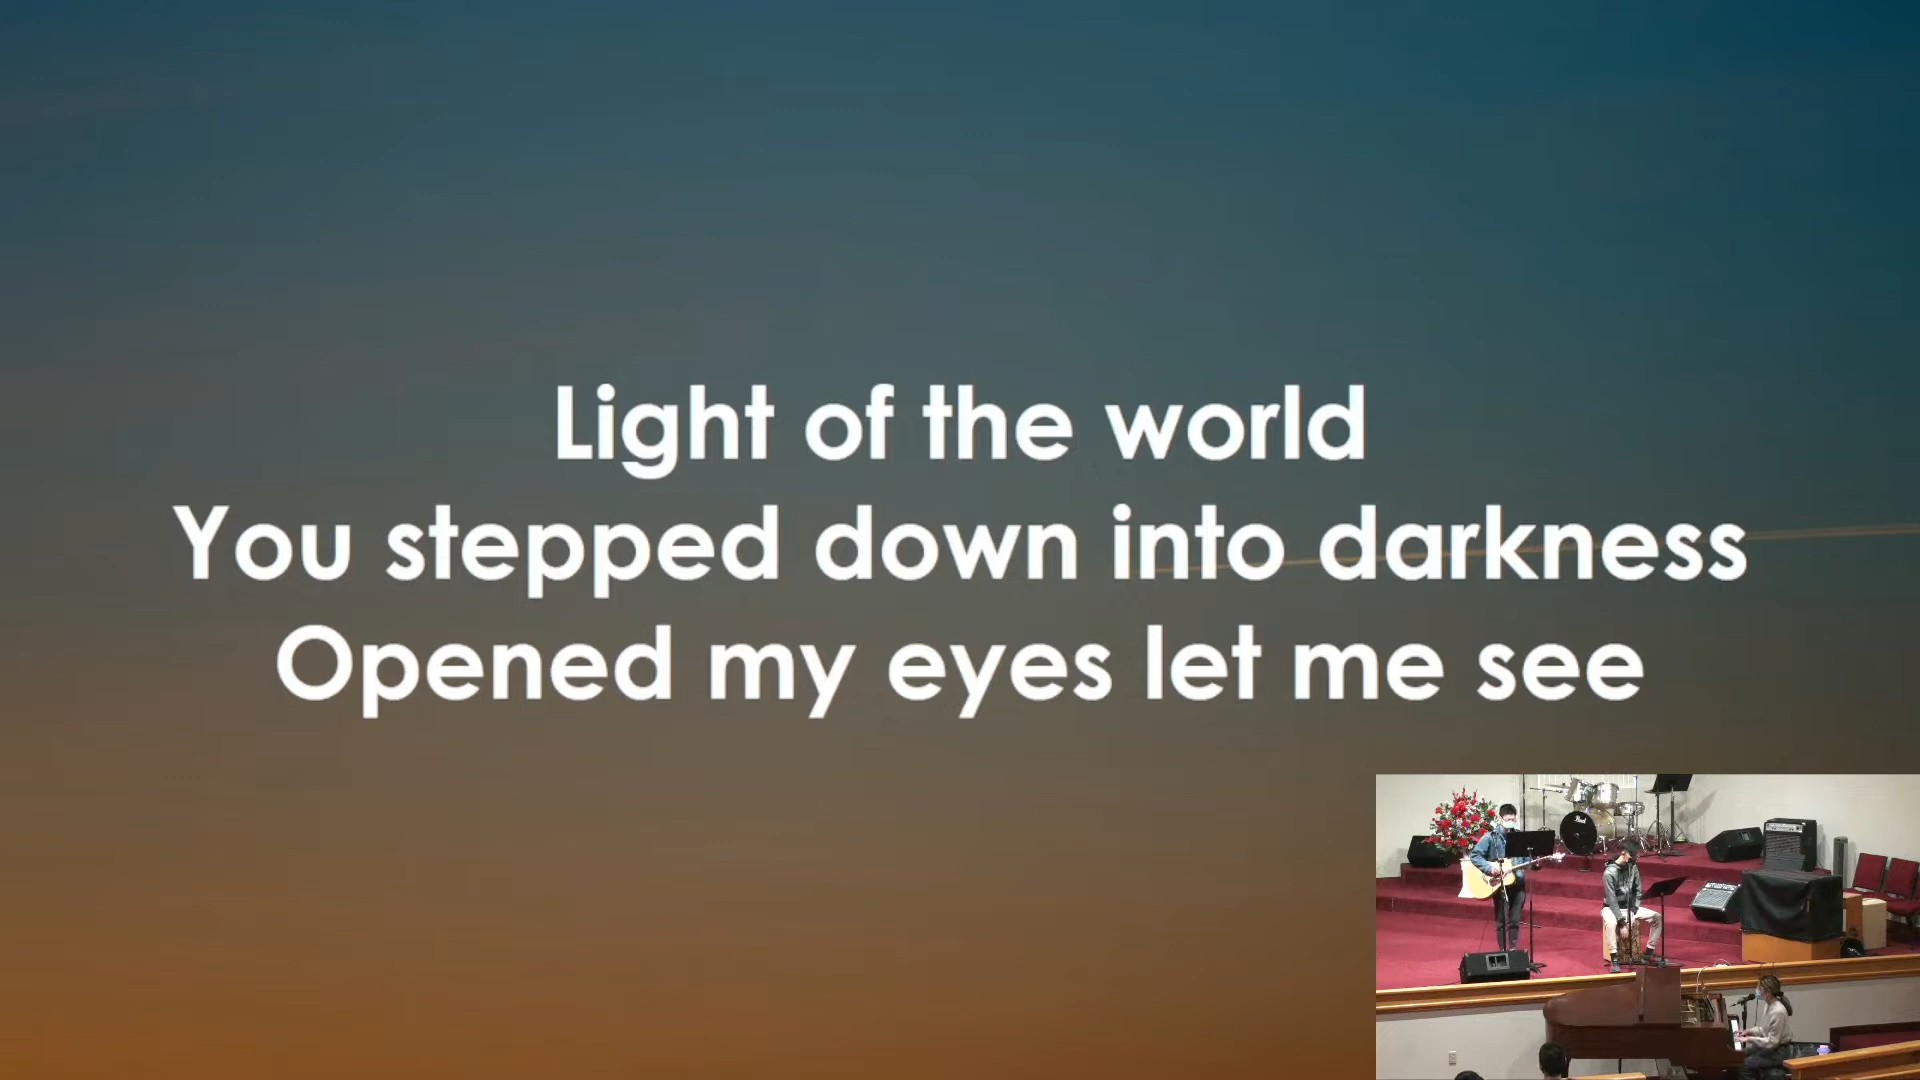 Light of the world
You stepped down into darkness
Opened my eyes let me see